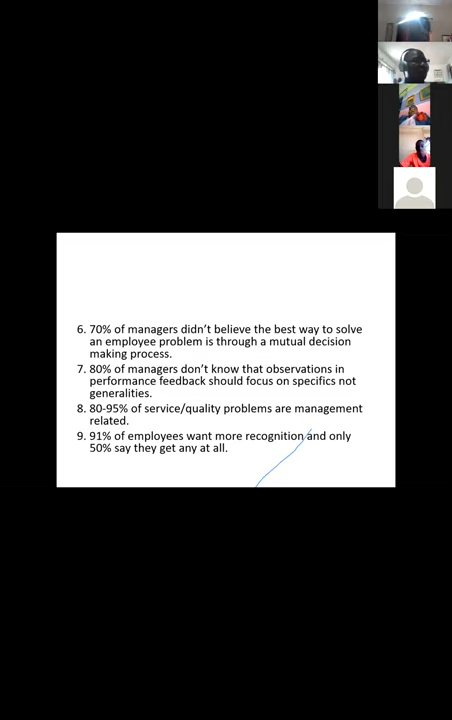 6. 70% of managers didn't believe the best way to solve
an employee problem is through a mutual decision
making process.
7. 80% of managers don't know that observations in
performance feedback should focus on specifics not
generalities.
8. 80-95% of service/quality problems are management
related.
9. 91% of employees want more recognition and only
50% say they get any at all.